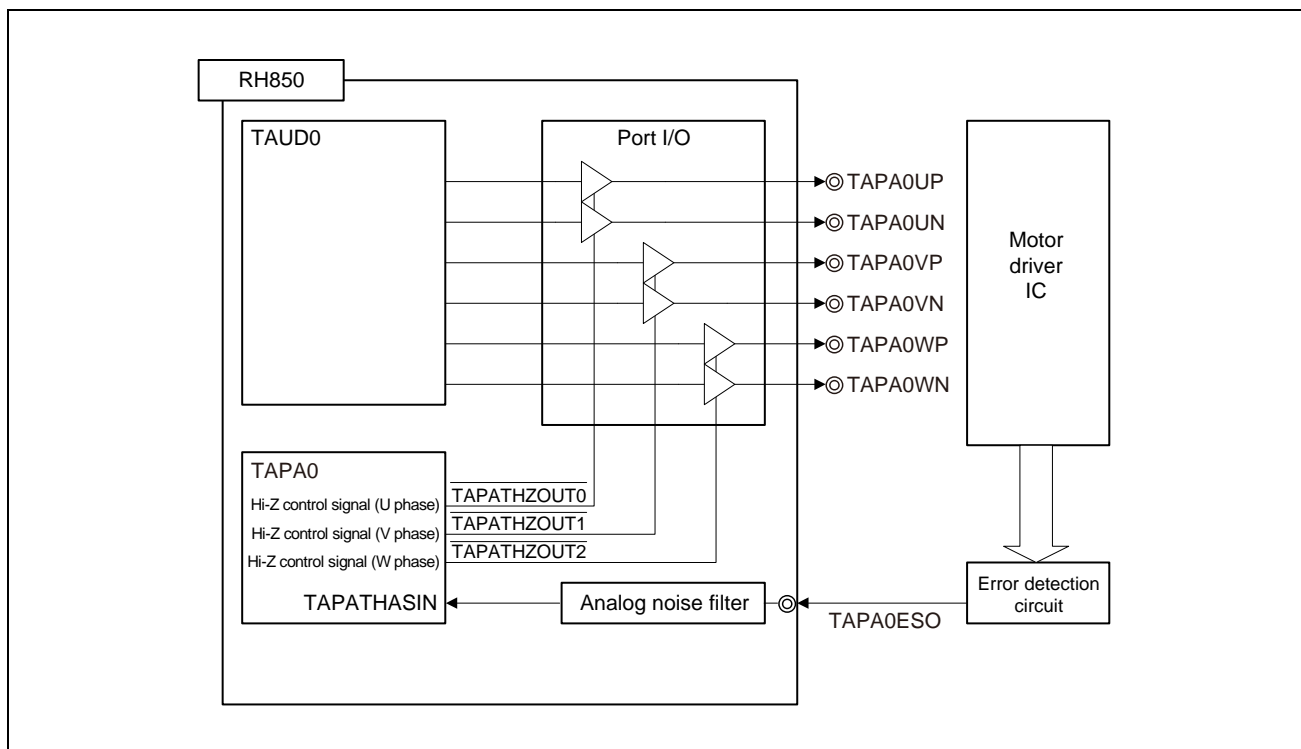 RH850
TAUD0
Port I/O
TAPA0UP
TAPA0UN
TAPA0VP
TAPA0VN
TAPA0WP
TAPA0WN
Motor
driver
IC
TAPA0
Hi-Z control signal (U phase)
TAPATHZOUT0
Hi-Z control signal (V phase)
TAPATHZOUT1
Hi-Z control signal (W phase)
TAPATHZOUT2
TAPATHASIN
Analog noise filter
TAPA0ESO
Error detection
circuit